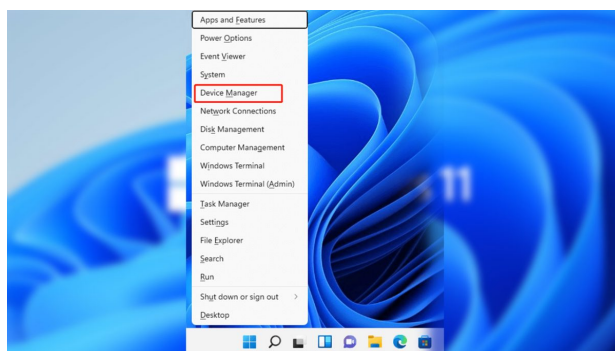 Apps and Features
Power Options
Event Viewer
System
Device Manager
Network Connections
Disk Management
Computer Management
Windows Terminal
Windows Terminal (Admin)
Task Manager
Settings
File Explorer
Search
Run
Shut down or sign out
Desktop
11